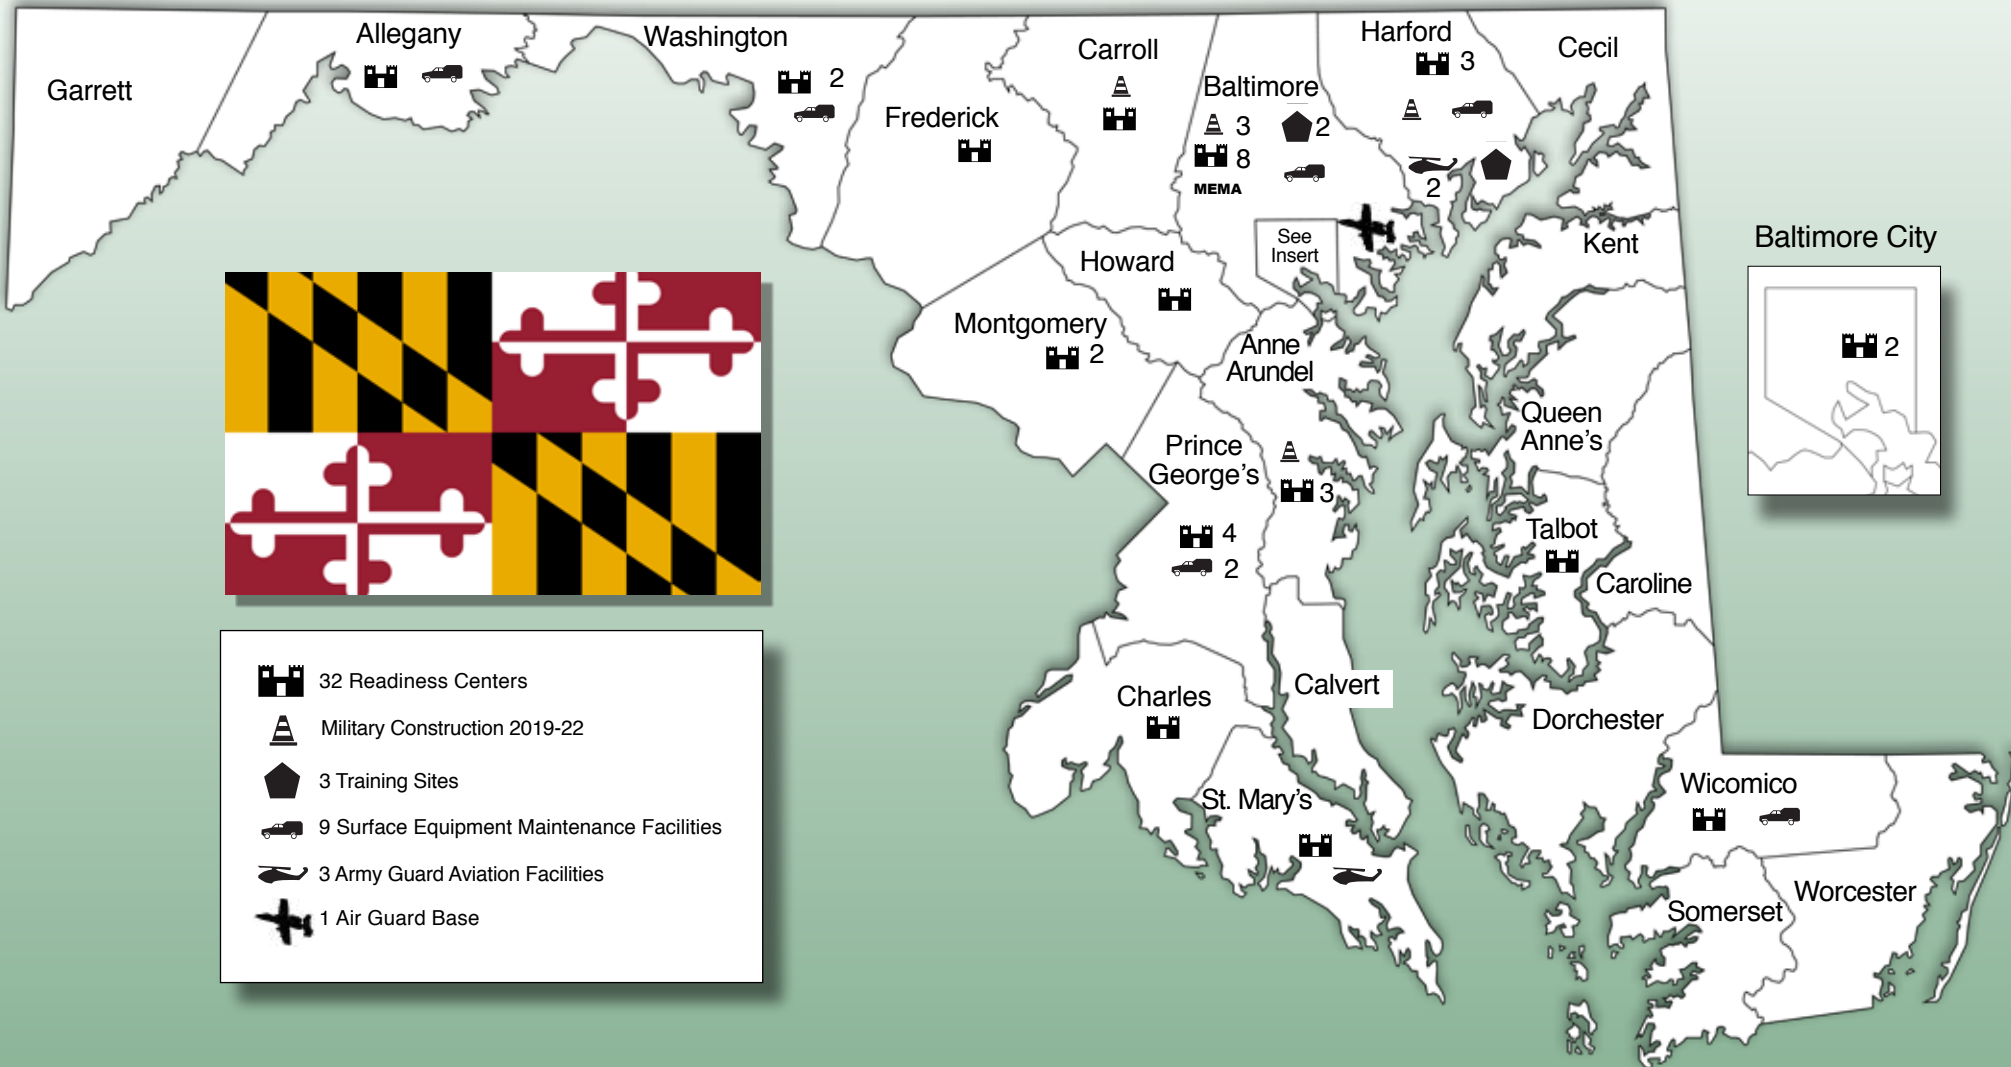 Garrett
Allegany
Washington
2
Frederick
Carroll
Baltimore
3
2
8
MEMA
Harford
3
2
Cecil
See
Insert
Kent
Baltimore City
2
Howard
Montgomery
2
Anne
Arundel
3
Prince
George's
4
2
Queen
Anne's
Talbot
Caroline
Charles
Calvert
St. Mary's
Dorchester
Wicomico
Somerset
Worcester
32 Readiness Centers
Military Construction 2019-22
3 Training Sites
9 Surface Equipment Maintenance Facilities
3 Army Guard Aviation Facilities
1 Air Guard Base